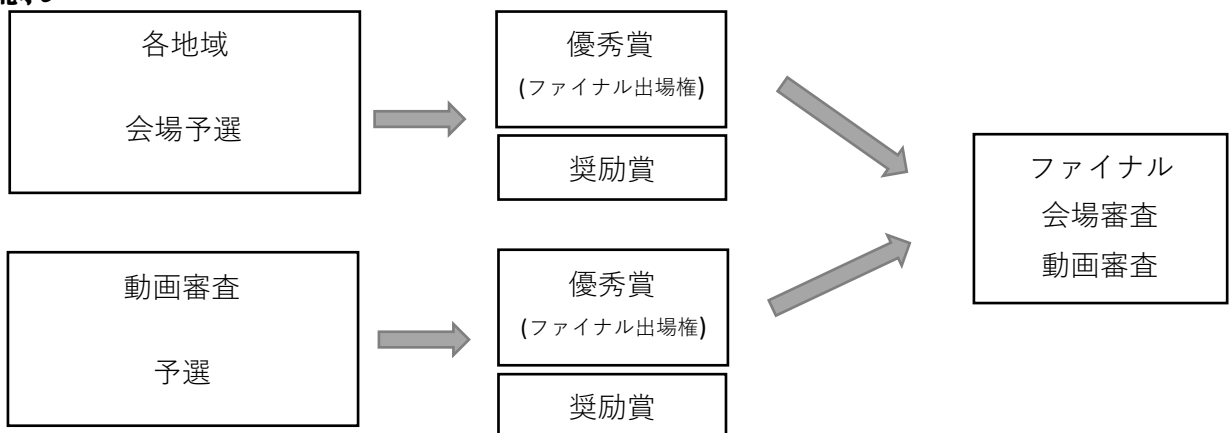 各地域
会場予選
優秀賞
(ファイナル出場権)
奨励賞
動画審査
予選
優秀賞
(ファイナル出場権)
奨励賞
ファイナル
会場審査
動画審査